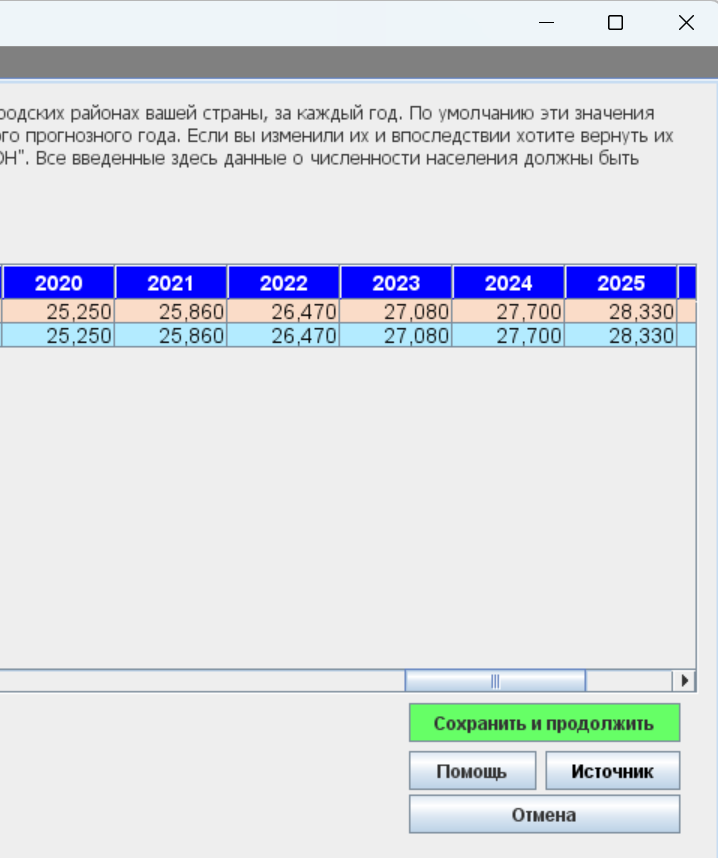 родских районах вашей страны, за каждый год. По умолчанию эти значения
го прогнозного года. Если вы изменили их и впоследствии хотите вернуть их
ОН". Все введенные здесь данные о численности населения должны быть
2020 2021 2022 2023 2024 2025
25,250 25,860 26,470 27,080 27,700 28,330
25,250 25,860 26,470 27,080 27,700 28,330
Сохранить и продолжить
Помощь Источник
Отмена